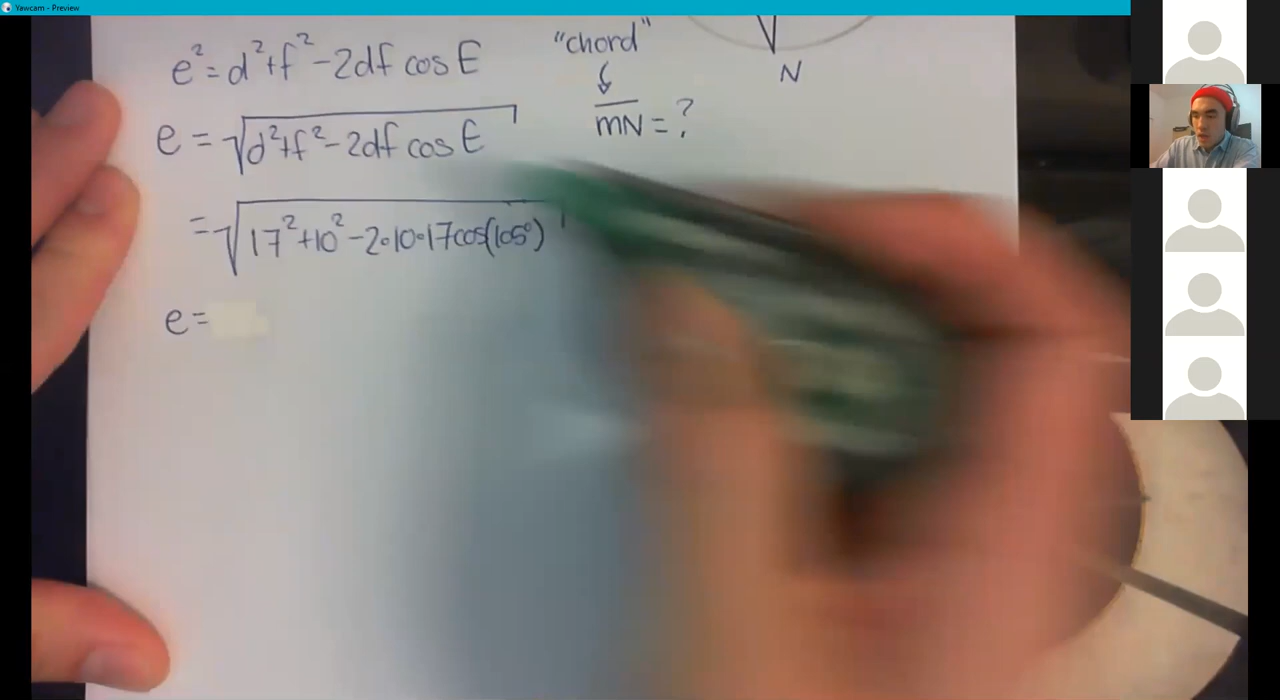 Yawcam - Preview
e²=d²+f²-2df cos E
e = √d²+f²-2df cos E
=√17²+10²-2•10•17cos(105°)
e=
"chord"
mN = ?
N